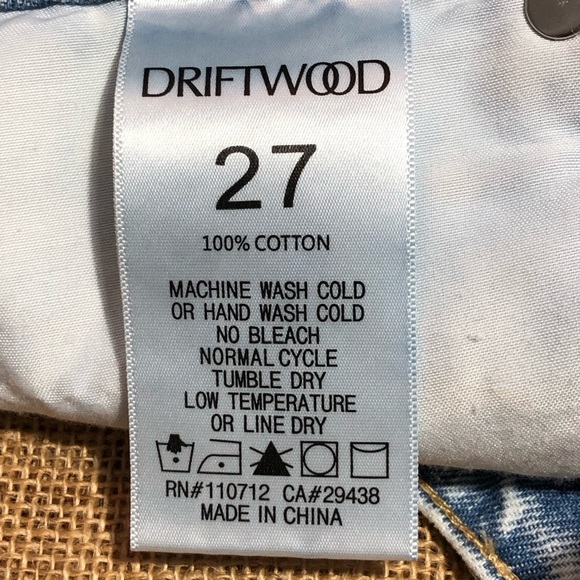 DRIFTWOOD
27
100% COTTON
MACHINE WASH COLD
OR HAND WASH COLD
NO BLEACH
NORMAL CYCLE
TUMBLE DRY
LOW TEMPERATURE
OR LINE DRY
RN#110712 CA#29438
MADE IN CHINA